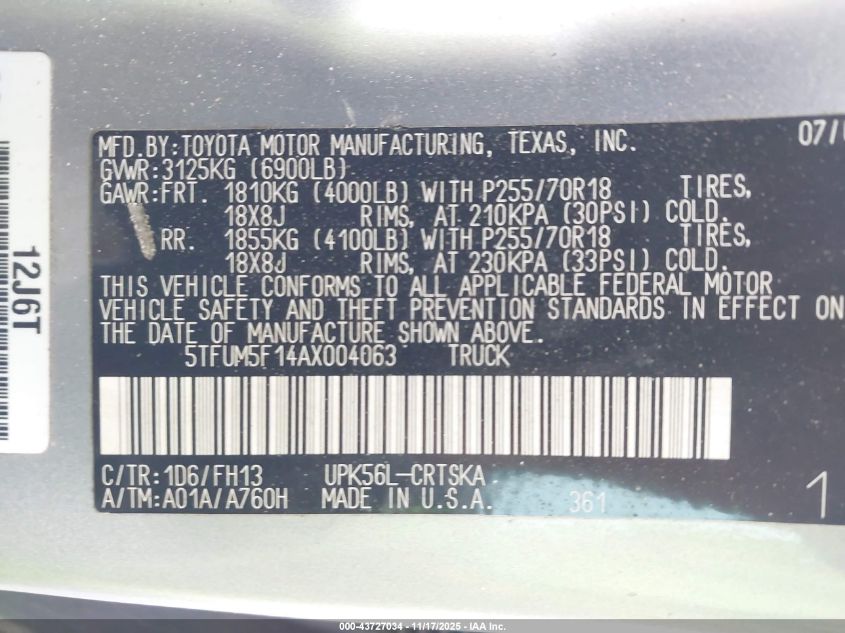 MFD.BY:TOYOTA MOTOR MANUFACTURING, TEXAS, INC. 07/
GVWR:3125KG (6900LB)
GAWR:FRT. 1810KG (4000LB) WITH P255/70R18 TIRES,
18X8J RIMS, AT 210KPA (30PSI) COLD.
RR. 1855KG (4100LB) WITH P255/70R18 TIRES,
18X8J RIMS, AT 230KPA (33PSI) COLD.
THIS VEHICLE CONFORMS TO ALL APPLICABLE FEDERAL MOTOR
VEHICLE SAFETY AND THEFT PREVENTION STANDARDS IN EFFECT ON
THE DATE OF MANUFACTURE SHOWN ABOVE.
5TFUM5F14AX004063 TRUCK
C/TR:1D6/FH13 UPK56L-CRTSKA
A/TM:A01A/A760H MADE IN U.S.A. 361 1
12J6T
000-43727034 - 11/17/2025 - IAA Inc.